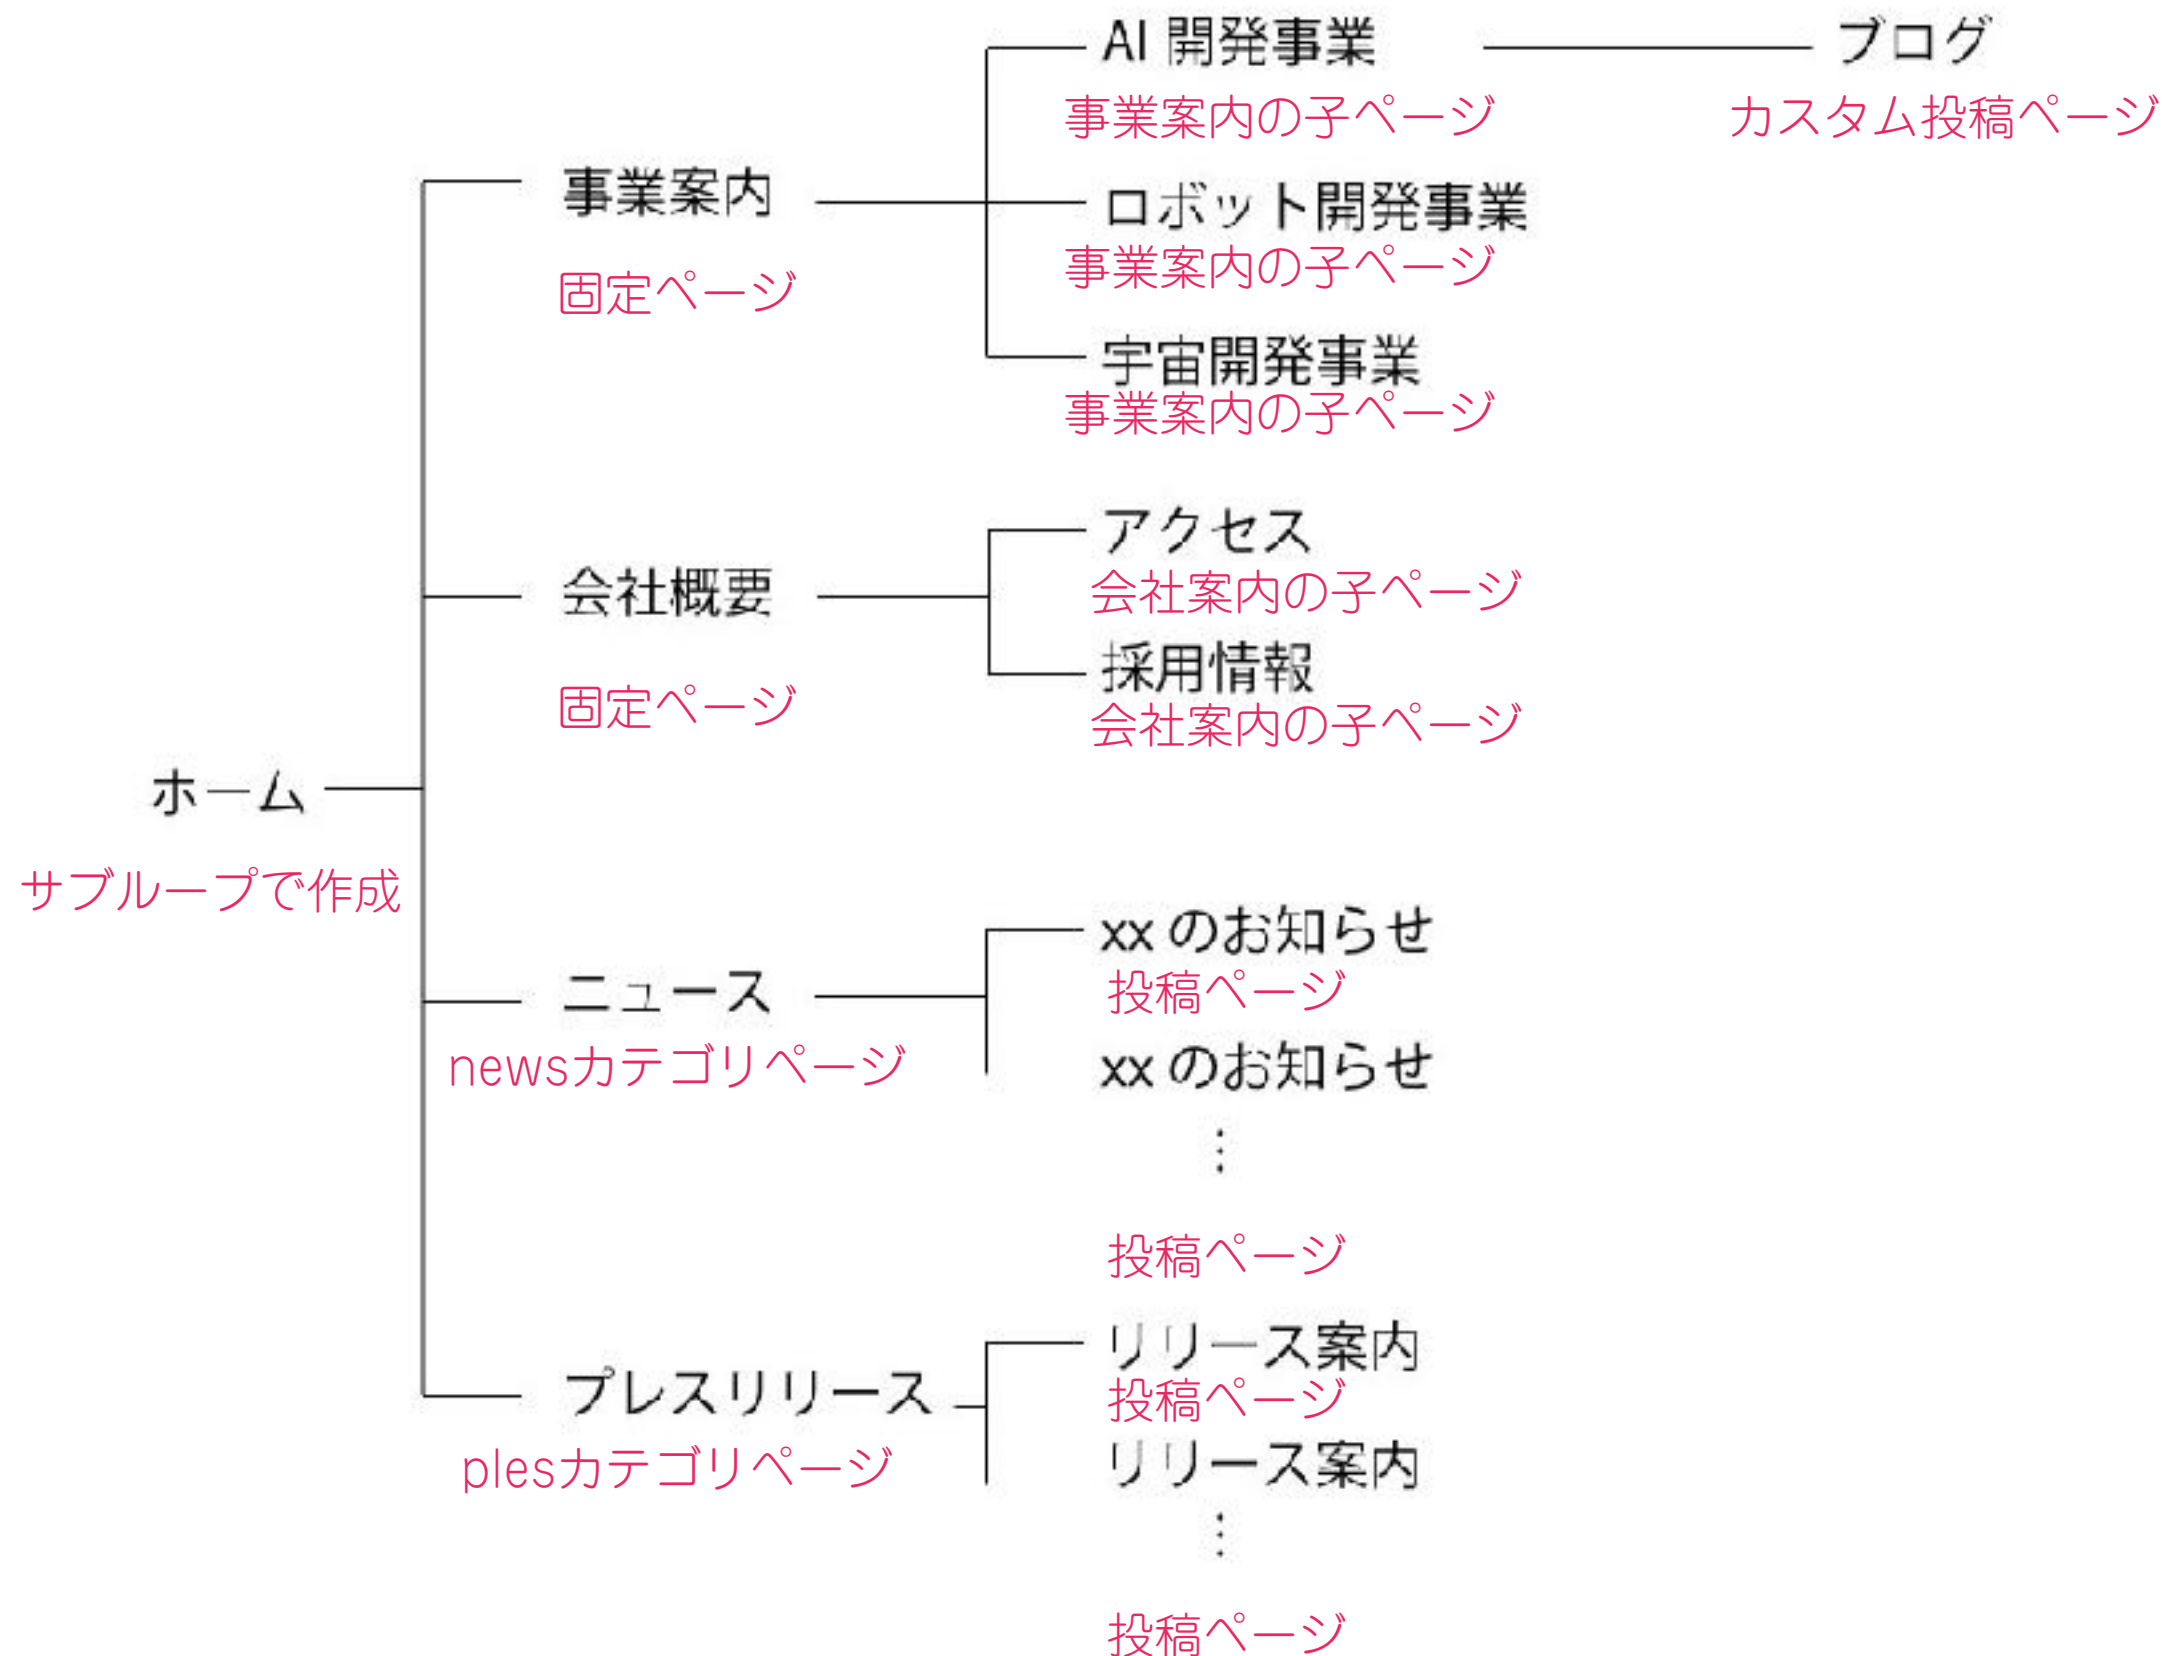 AI 開発事業
ブログ
事業案内の子ページ
カスタム投稿ページ
事業案内
固定ページ
ロボット開発事業
事業案内の子ページ
宇宙開発事業
事業案内の子ページ
会社概要
固定ページ
アクセス
会社案内の子ページ
採用情報
会社案内の子ページ
ホーム
サブループで作成
ニュース
newsカテゴリページ
xx のお知らせ
投稿ページ
xx のお知らせ
⋮
投稿ページ
プレスリリース
plesカテゴリページ
リリース案内
投稿ページ
リリース案内
⋮
投稿ページ